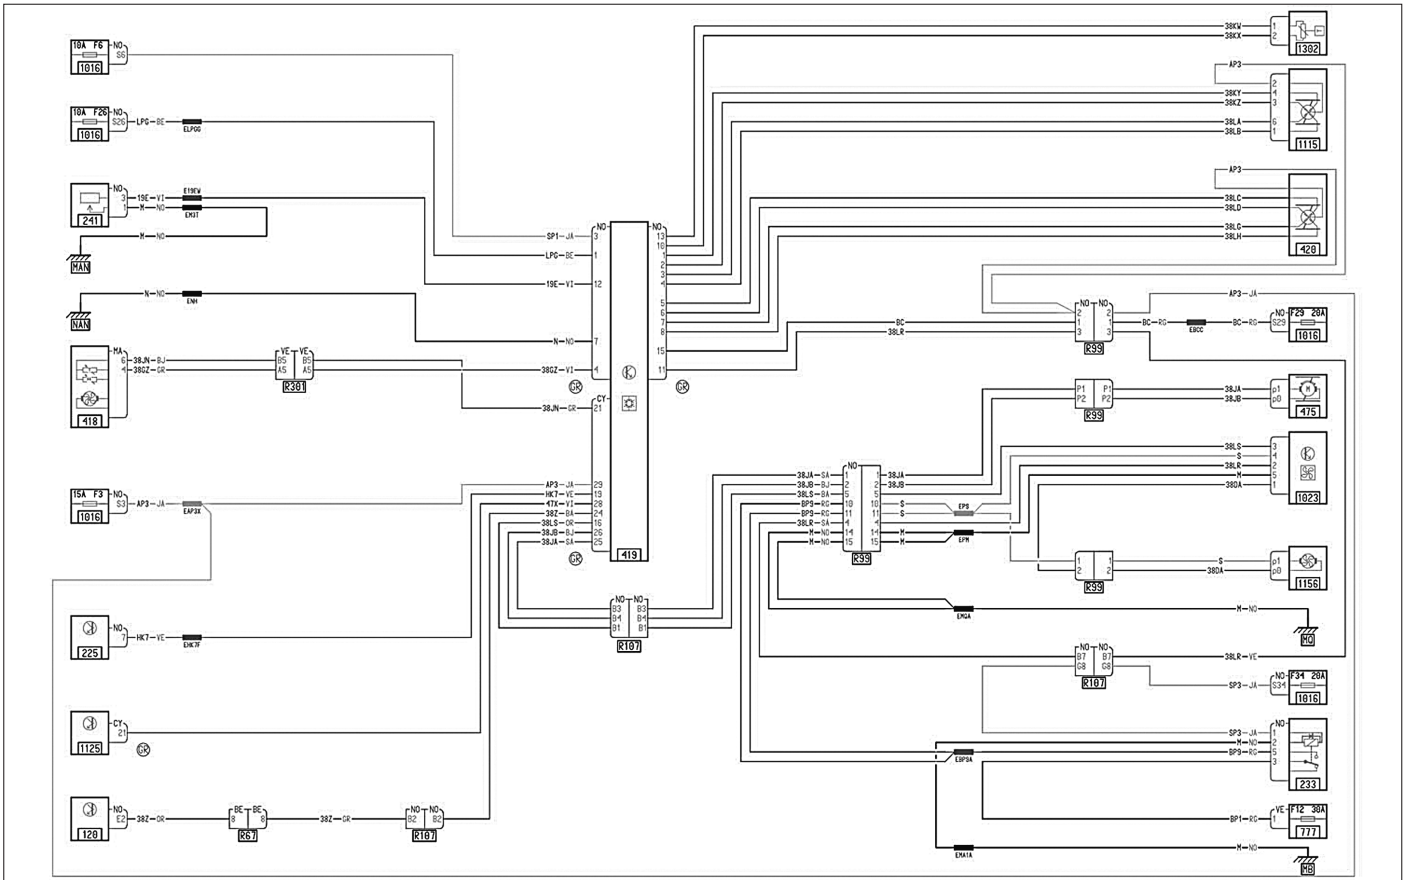 10A F6 NO
S6
1016
10A F26 NO
S26 LPG BE
ELPGG
1016
NO
3 19E VI E19EW
1 M NO EM3T
241
M NO
MAN
N NO ENH
NAN
MA
6 38JN BJ
4 38GZ GR
418
VE VE
B5 B5
A5 A5
R301
15A F3 NO
S3 AP3 JA
EAP3X
1016
NO
7 HK7 VE
EHK7F
225
CY
21
1125
GR
NO
E2 38Z OR
120
BE BE
8 8
R67
38Z GR
NO NO
B2 B2
R107
NO NO
SP1 JA 3
LPG BE 1
19E VI 12
N NO 7
38GZ VI 4
GR
CY
38JN GR 21
AP3 JA 29
HK7 VE 19
47X VI 28
38Z BA 24
38LS OR 16
38JB BJ 26
38JA SA 25
GR
419
13
10
1
2
3
4
5
6
7
8
15
11
GR
NO NO
B3 B3
B4 B4
B1 B1
R107
38KW 1
38KX 2
1302
AP3
2
38KY 4
38KZ 3
38LA 6
38LB 1
1115
AP3
38LC
38LD
38LG
38LH
420
NO NO
2 2
BC 1 1 BC RG EBCC BC RG
38LR 3 3
R99
AP3 JA
NO F29 20A
S29
1016
P1 P1 38JA p1
P2 P2 38JB p0
R99
M
475
NO
38JA SA 1 1 38JA
38JB BJ 2 2 38JB
38LS BA 5 5
BP9 RG 10 10 S
BP9 RG 11 11 S
38LR SA 4 4
M NO 14 14 M
M NO 15 15 M
R99
EPS
EPM
38LS 3
S 4
38LR 2
M 5
38DA 1
1023
1 1 S p1
2 2 38DA p0
R99
1156
EMQA
M NO
MQ
NO NO
B7 B7 38LR VE
G8 G8
R107
SP3 JA
NO F34 20A
S34
1016
NO
SP3 JA 1
M NO 2
BP9 RG 5
3
EBP9A
233
BP1 RG
VE F12 30A
1
777
EMA1A
M NO
MB